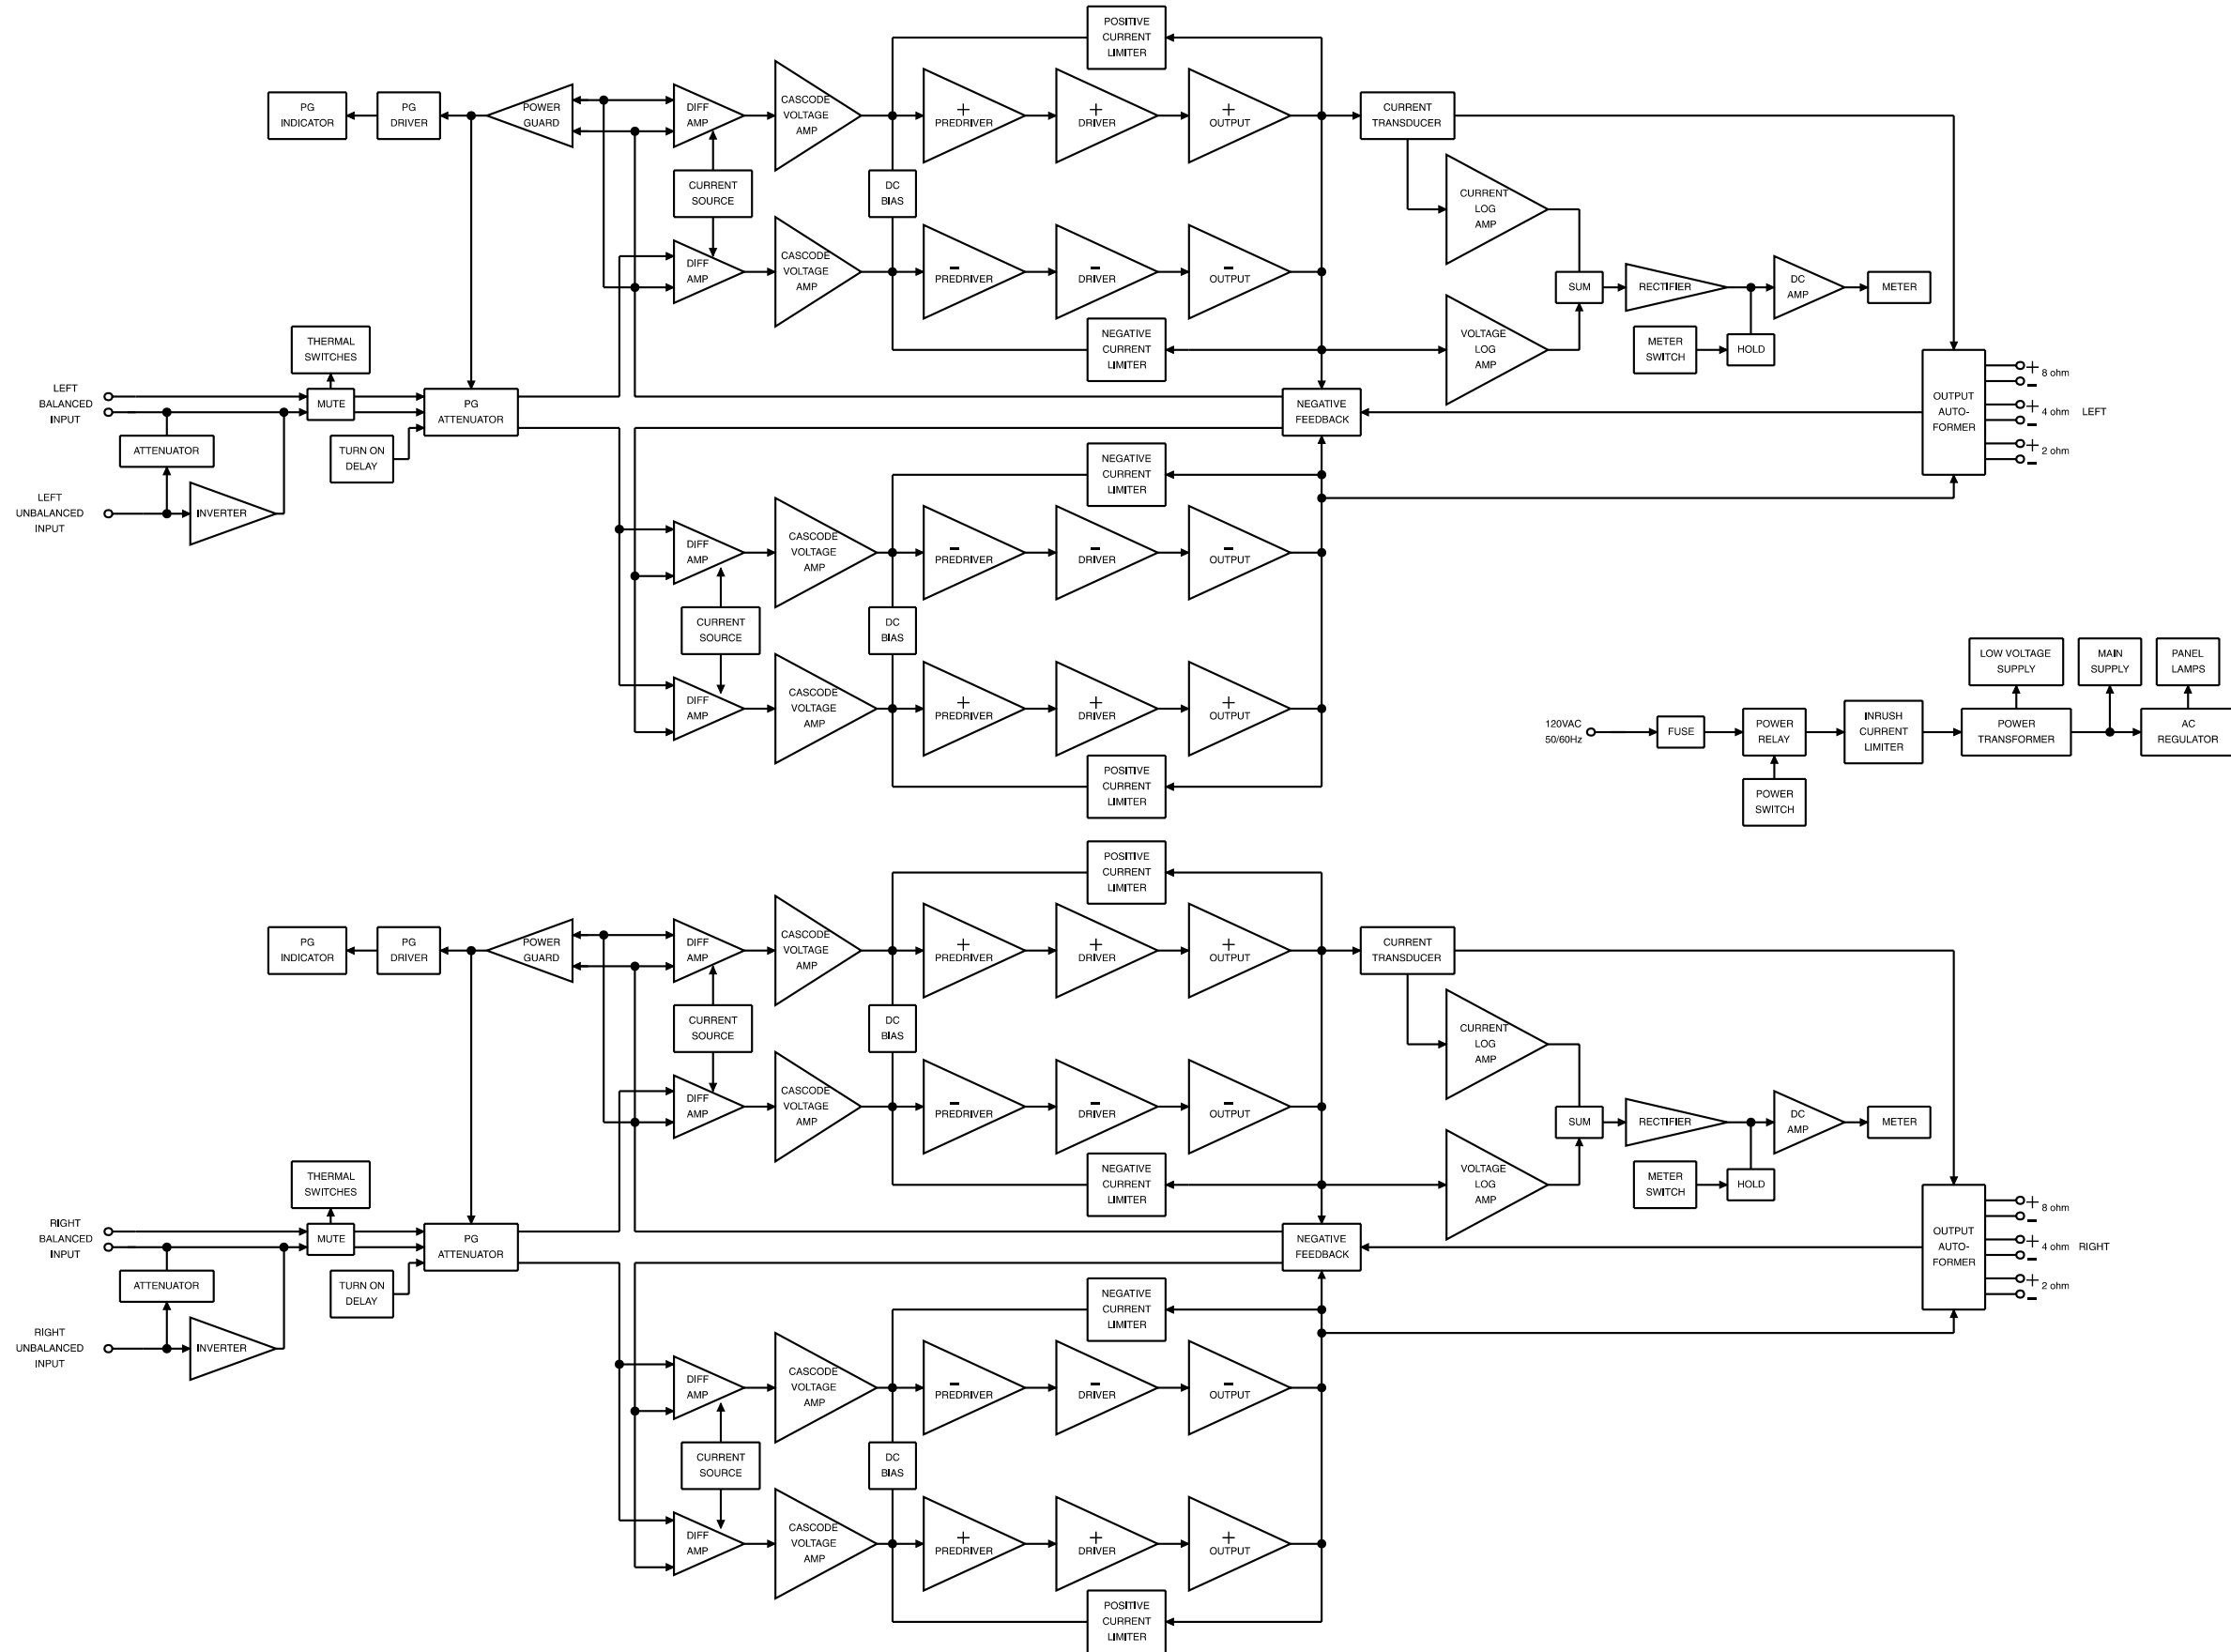 POSITIVE
CURRENT
LIMITER
PG
INDICATOR
PG
DRIVER
POWER
GUARD
DIFF
AMP
CASCODE
VOLTAGE
AMP
+
PREDRIVER
+
DRIVER
+
OUTPUT
CURRENT
TRANSDUCER
CURRENT
SOURCE
DC
BIAS
CURRENT
LOG
AMP
DIFF
AMP
CASCODE
VOLTAGE
AMP
−
PREDRIVER
−
DRIVER
−
OUTPUT
SUM
RECTIFIER
DC
AMP
METER
THERMAL
SWITCHES
NEGATIVE
CURRENT
LIMITER
VOLTAGE
LOG
AMP
METER
SWITCH
HOLD
LEFT
BALANCED
INPUT
MUTE
PG
ATTENUATOR
NEGATIVE
FEEDBACK
OUTPUT
AUTO-
FORMER
+
− 8 ohm
+
− 4 ohm LEFT
+
− 2 ohm
ATTENUATOR
TURN ON
DELAY
NEGATIVE
CURRENT
LIMITER
LEFT
UNBALANCED
INPUT
INVERTER
DIFF
AMP
CASCODE
VOLTAGE
AMP
−
PREDRIVER
−
DRIVER
−
OUTPUT
CURRENT
SOURCE
DC
BIAS
DIFF
AMP
CASCODE
VOLTAGE
AMP
+
PREDRIVER
+
DRIVER
+
OUTPUT
POSITIVE
CURRENT
LIMITER
LOW VOLTAGE
SUPPLY
MAIN
SUPPLY
PANEL
LAMPS
120VAC
50/60Hz
FUSE
POWER
RELAY
INRUSH
CURRENT
LIMITER
POWER
TRANSFORMER
AC
REGULATOR
POWER
SWITCH
POSITIVE
CURRENT
LIMITER
PG
INDICATOR
PG
DRIVER
POWER
GUARD
DIFF
AMP
CASCODE
VOLTAGE
AMP
+
PREDRIVER
+
DRIVER
+
OUTPUT
CURRENT
TRANSDUCER
CURRENT
SOURCE
DC
BIAS
CURRENT
LOG
AMP
DIFF
AMP
CASCODE
VOLTAGE
AMP
−
PREDRIVER
−
DRIVER
−
OUTPUT
SUM
RECTIFIER
DC
AMP
METER
THERMAL
SWITCHES
NEGATIVE
CURRENT
LIMITER
VOLTAGE
LOG
AMP
METER
SWITCH
HOLD
RIGHT
BALANCED
INPUT
MUTE
PG
ATTENUATOR
NEGATIVE
FEEDBACK
OUTPUT
AUTO-
FORMER
+
− 8 ohm
+
− 4 ohm RIGHT
+
− 2 ohm
ATTENUATOR
TURN ON
DELAY
NEGATIVE
CURRENT
LIMITER
RIGHT
UNBALANCED
INPUT
INVERTER
DIFF
AMP
CASCODE
VOLTAGE
AMP
−
PREDRIVER
−
DRIVER
−
OUTPUT
CURRENT
SOURCE
DC
BIAS
DIFF
AMP
CASCODE
VOLTAGE
AMP
+
PREDRIVER
+
DRIVER
+
OUTPUT
POSITIVE
CURRENT
LIMITER